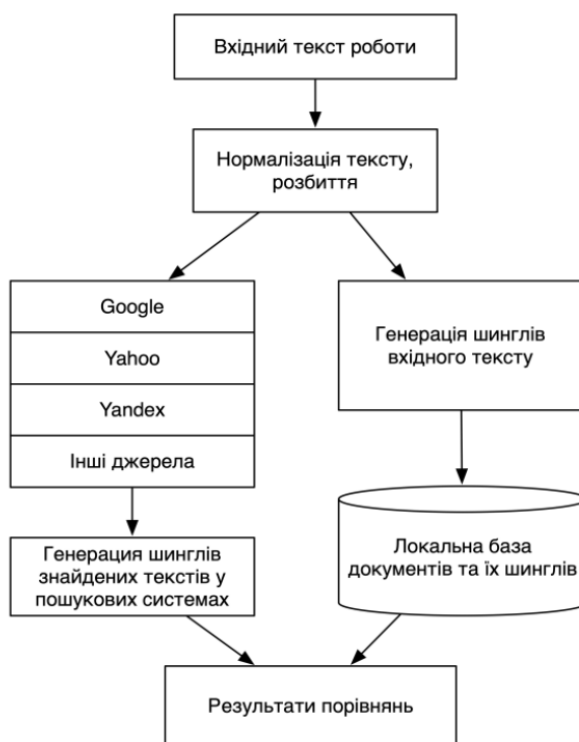 Вхідний текст роботи
Нормалізація тексту,
розбиття
Google
Yahoo
Yandex
Інші джерела
Генерація шинглів
вхідного тексту
Генерация шинглів
знайдених текстів у
пошукових системах
Локальна база
документів та їх шинглів
Результати порівнянь